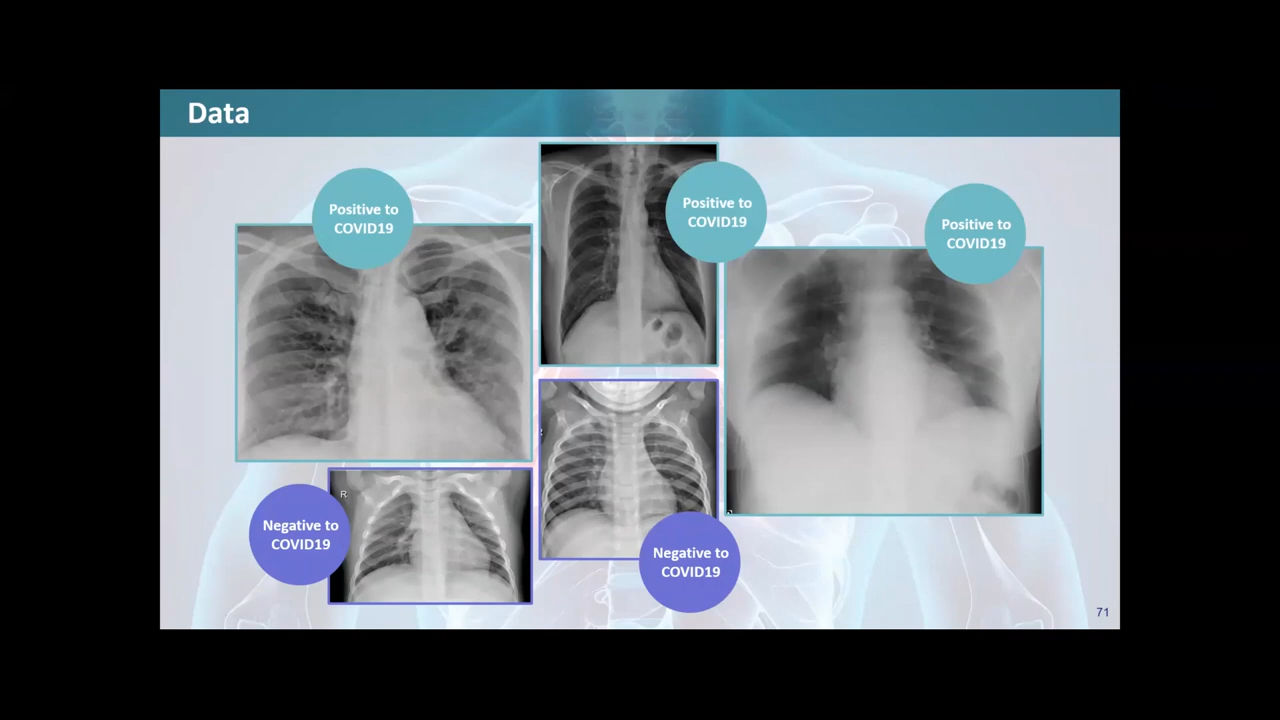 Data
Positive to
COVID19
Positive to
COVID19
Positive to
COVID19
R
Negative to
COVID19
Negative to
COVID19
71